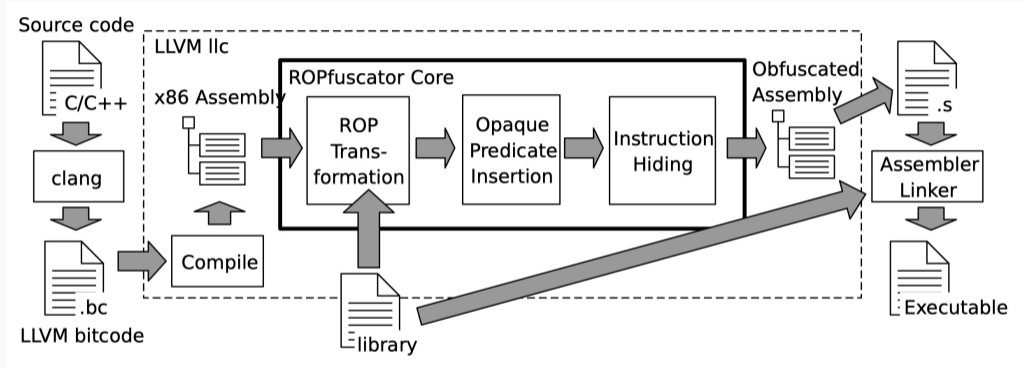 Source code
C/C++
clang
.bc
LLVM bitcode
LLVM llc
x86 Assembly
Compile
ROPfuscator Core
ROP
Trans-
formation
Opaque
Predicate
Insertion
Instruction
Hiding
library
Obfuscated
Assembly
.s
Assembler
Linker
Executable